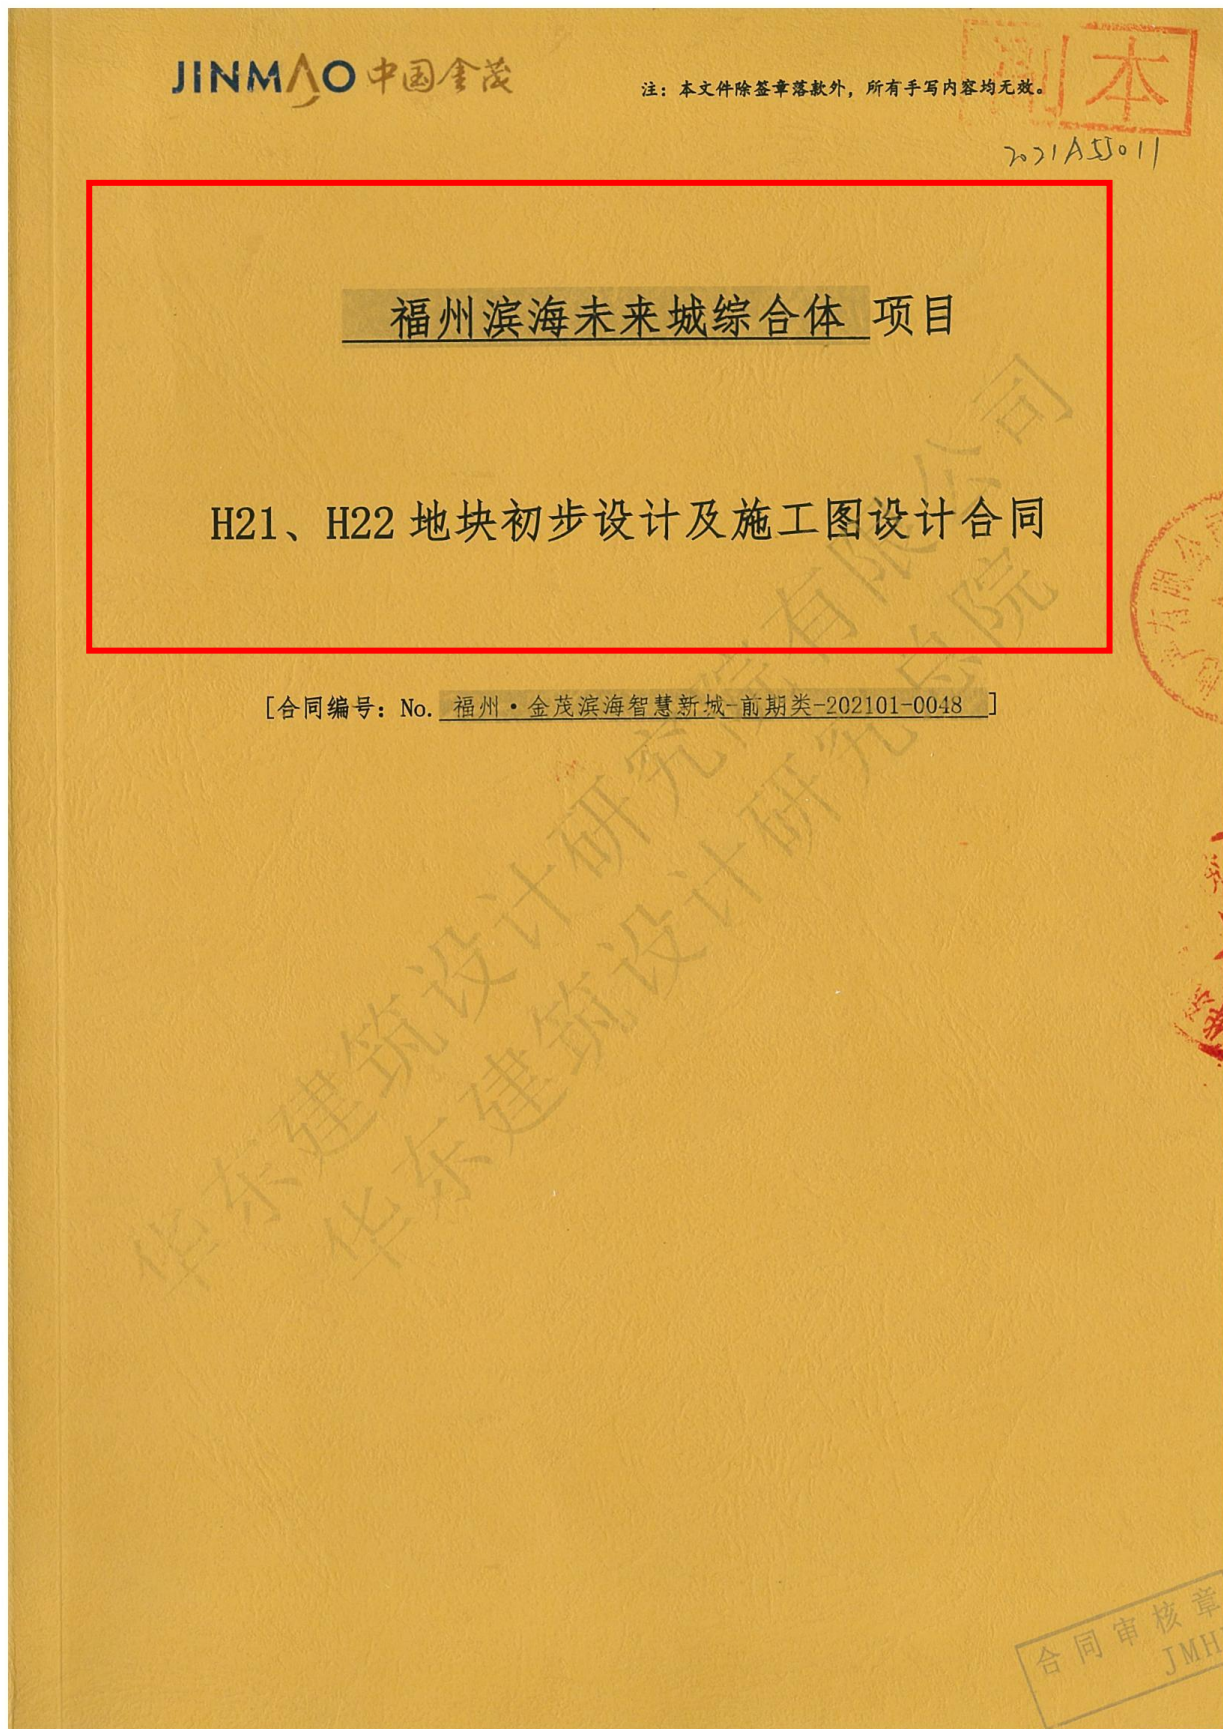 JINMAO 中国金茂
注：本文件除签章落款外，所有手写内容均无效。
副本
2021A55011
福州滨海未来城综合体 项目
H21、H22地块初步设计及施工图设计合同
[合同编号：No. 福州·金茂滨海智慧新城-前期类-202101-0048 ]
华东建筑设计研究院有限公司
华东建筑设计研究总院
合同审核章
JMH